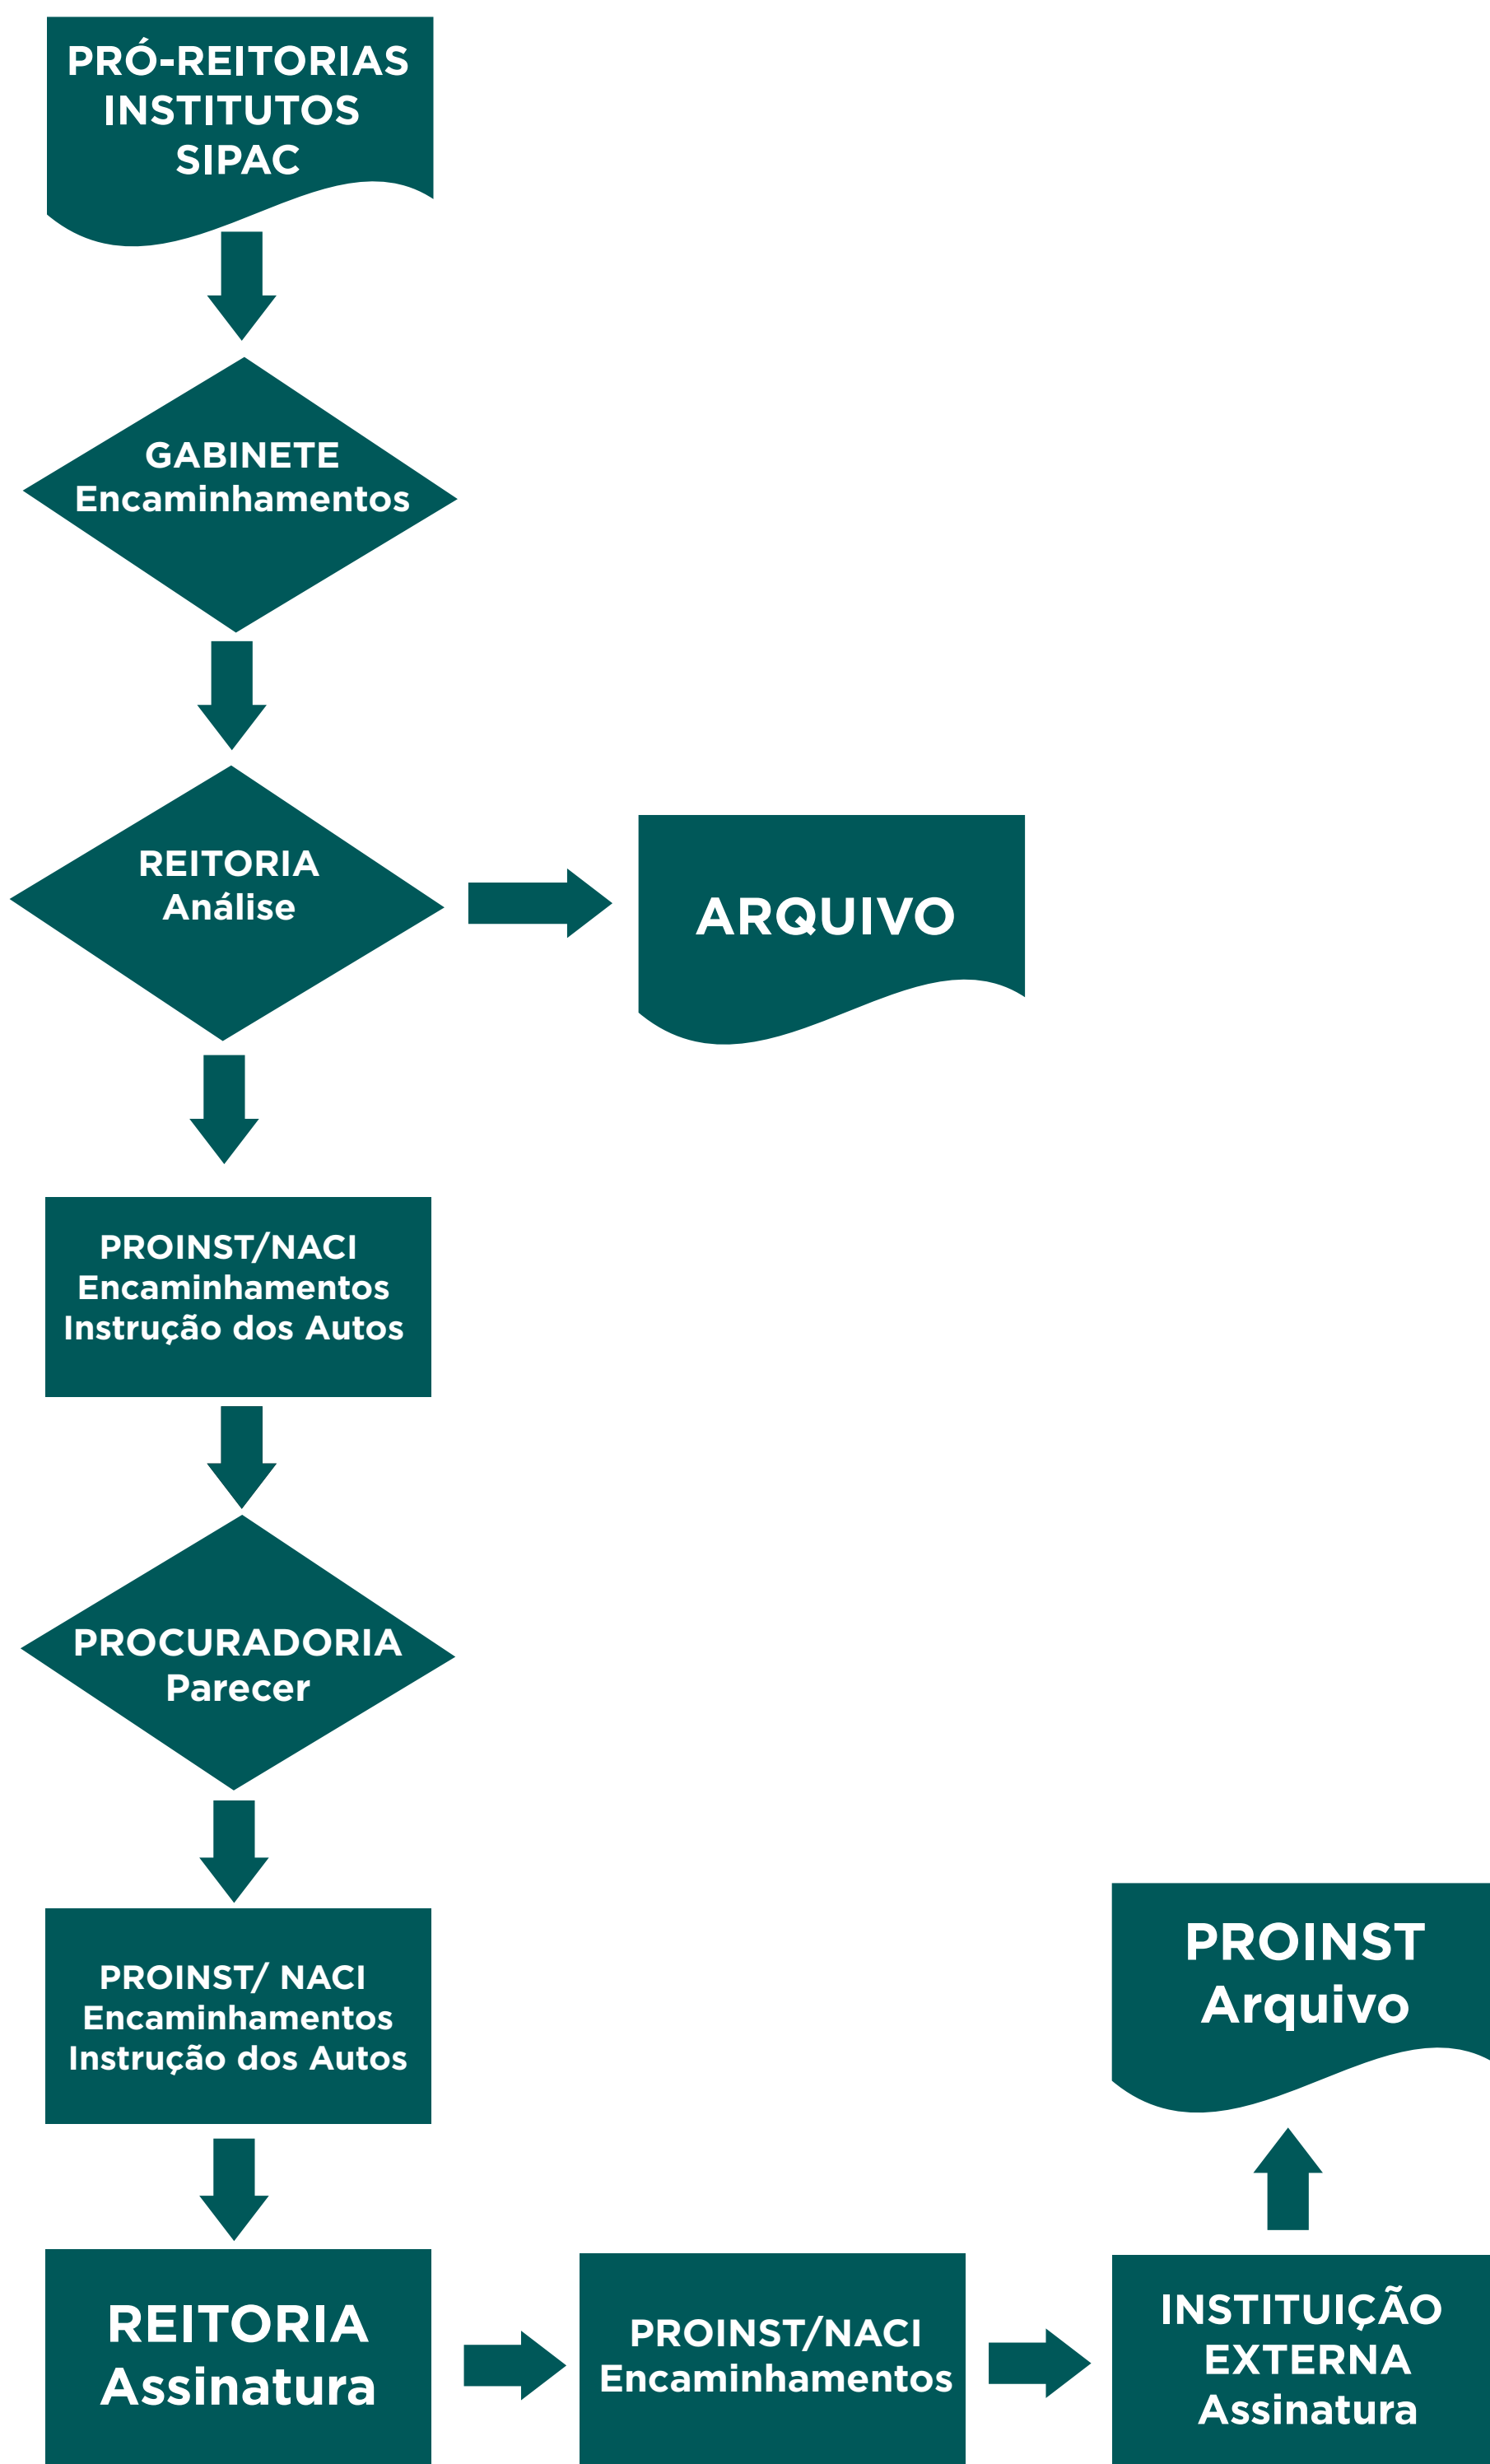 PRÓ-REITORIAS
INSTITUTOS
SIPAC
GABINETE
Encaminhamentos
REITORIA
Análise
ARQUIVO
PROINST/NACI
Encaminhamentos
Instrução dos Autos
PROCURADORIA
Parecer
PROINST/ NACI
Encaminhamentos
Instrução dos Autos
REITORIA
Assinatura
PROINST/NACI
Encaminhamentos
INSTITUIÇÃO
EXTERNA
Assinatura
PROINST
Arquivo